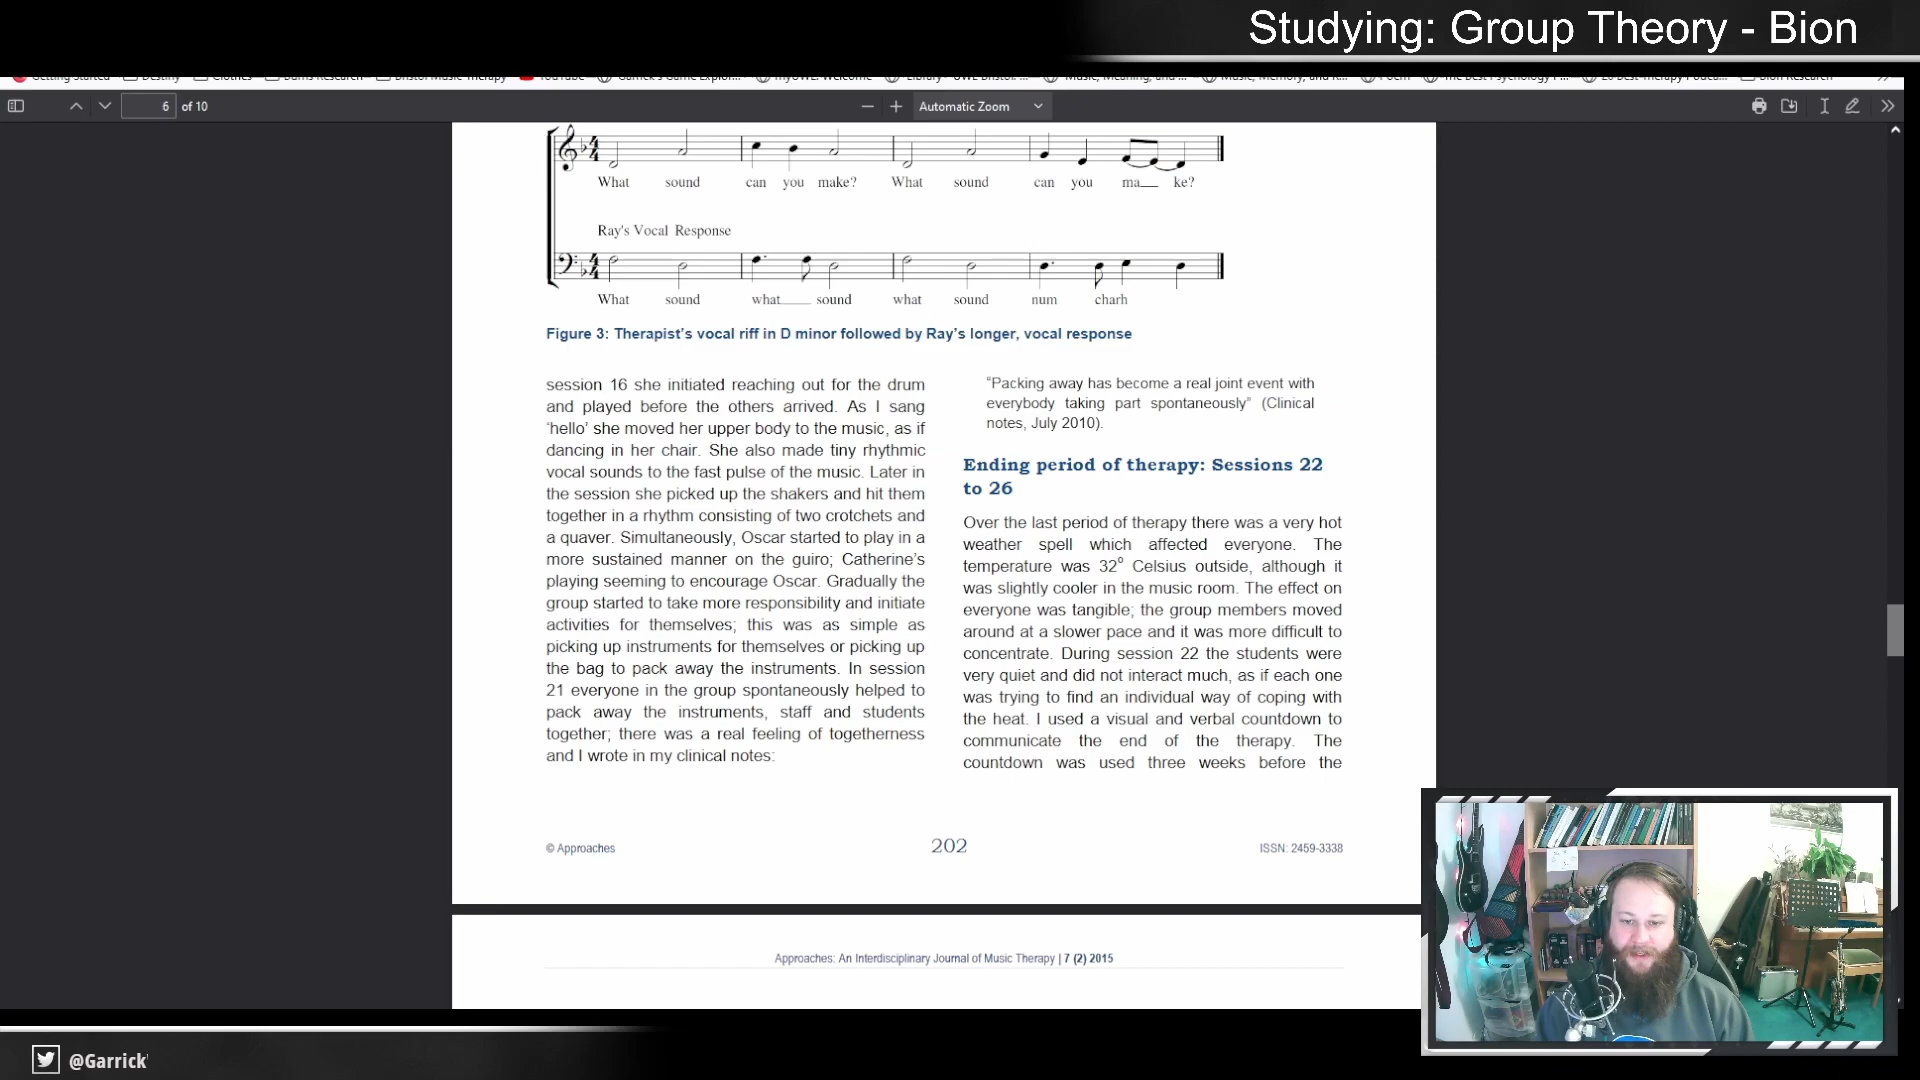 Studying: Group Theory - Bion
6 of 10
Automatic Zoom
What sound can you make? What sound can you ma__ ke?
Ray's Vocal Response
What sound what___ sound what sound num charh
Figure 3: Therapist's vocal riff in D minor followed by Ray's longer, vocal response
session 16 she initiated reaching out for the drum
and played before the others arrived. As I sang
'hello' she moved her upper body to the music, as if
dancing in her chair. She also made tiny rhythmic
vocal sounds to the fast pulse of the music. Later in
the session she picked up the shakers and hit them
together in a rhythm consisting of two crotchets and
a quaver. Simultaneously, Oscar started to play in a
more sustained manner on the guiro; Catherine's
playing seeming to encourage Oscar. Gradually the
group started to take more responsibility and initiate
activities for themselves; this was as simple as
picking up instruments for themselves or picking up
the bag to pack away the instruments. In session
21 everyone in the group spontaneously helped to
pack away the instruments, staff and students
together; there was a real feeling of togetherness
and I wrote in my clinical notes:
"Packing away has become a real joint event with
everybody taking part spontaneously" (Clinical
notes, July 2010).
Ending period of therapy: Sessions 22
to 26
Over the last period of therapy there was a very hot
weather spell which affected everyone. The
temperature was 32° Celsius outside, although it
was slightly cooler in the music room. The effect on
everyone was tangible; the group members moved
around at a slower pace and it was more difficult to
concentrate. During session 22 the students were
very quiet and did not interact much, as if each one
was trying to find an individual way of coping with
the heat. I used a visual and verbal countdown to
communicate the end of the therapy. The
countdown was used three weeks before the
© Approaches 202 ISSN: 2459-3338
Approaches: An Interdisciplinary Journal of Music Therapy | 7 (2) 2015
@Garrick